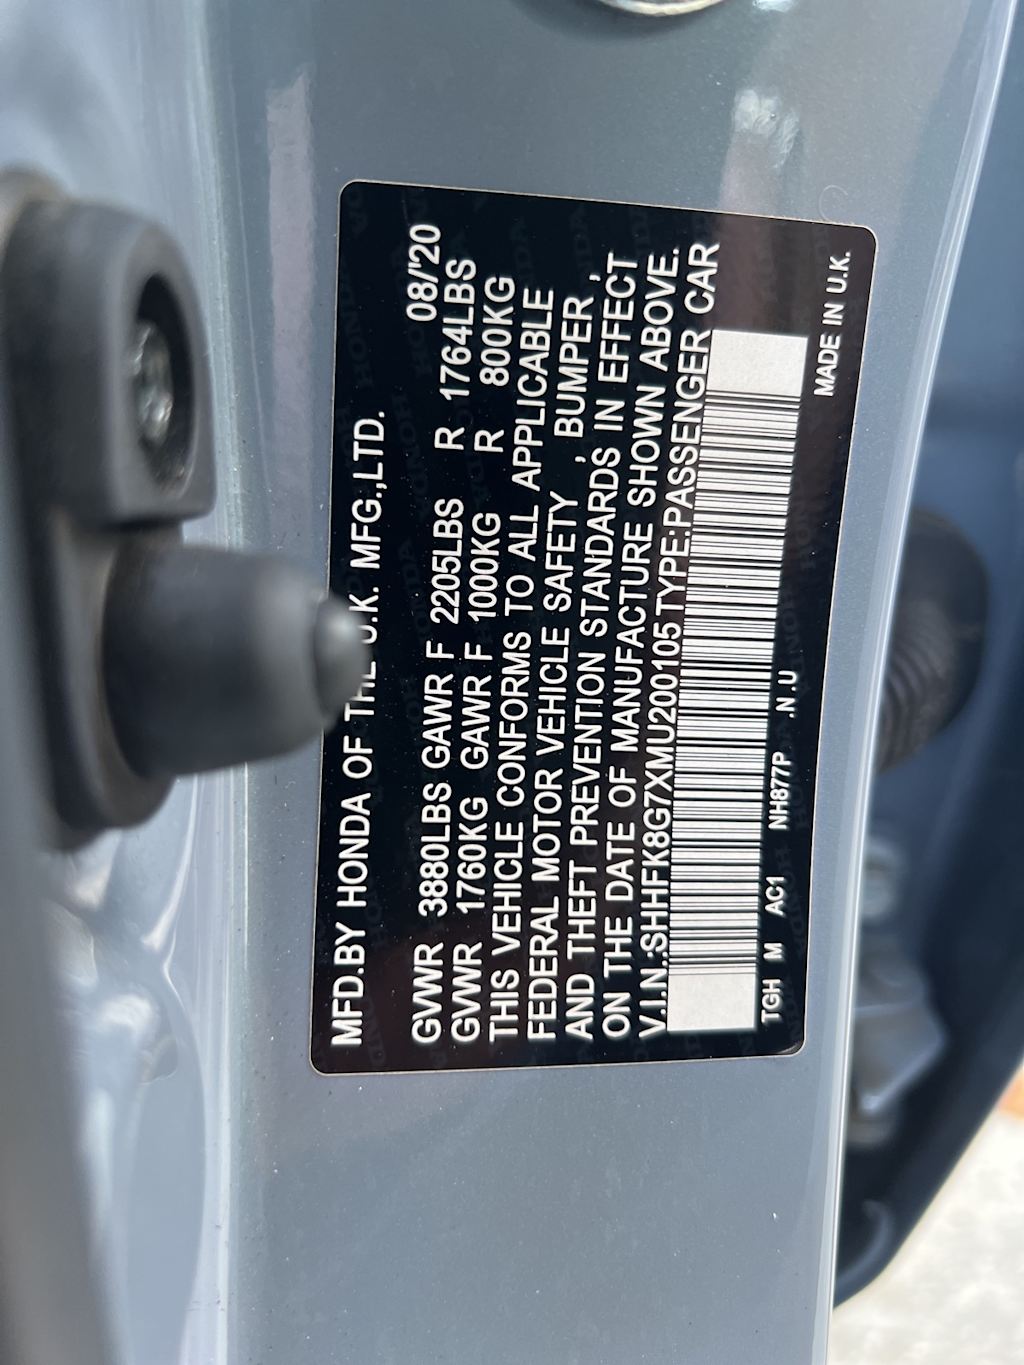 MFD.BY HONDA OF THE U.K. MFG.,LTD.
08/'20
GVWR 3880LBS GAWR F 2205LBS R 1764LBS
GVWR 1760KG GAWR F 1000KG R 800KG
THIS VEHICLE CONFORMS TO ALL APPLICABLE
FEDERAL MOTOR VEHICLE SAFETY , BUMPER ,
AND THEFT PREVENTION STANDARDS IN EFFECT
ON THE DATE OF MANUFACTURE SHOWN ABOVE.
V.I.N.:SHHFK8G7XMU200105 TYPE:PASSENGER CAR
TGH M AC1 NH877P .N.U
MADE IN U.K.